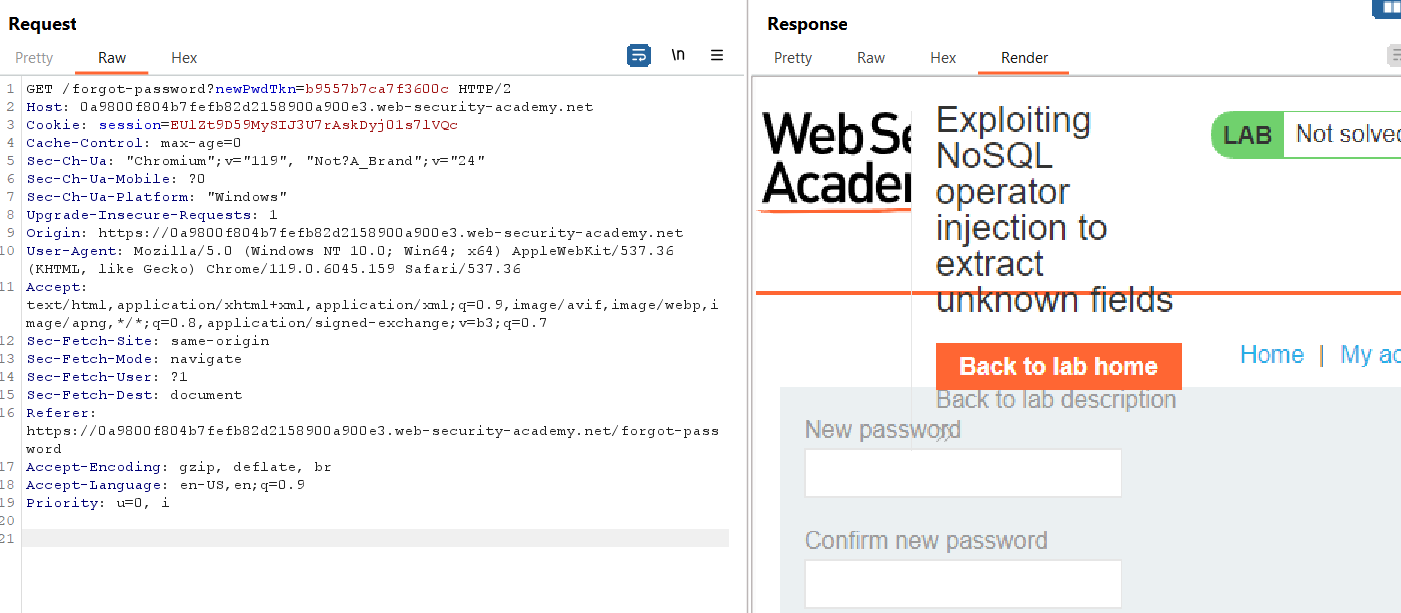 Request
Pretty Raw Hex \n
1 GET /forgot-password?newPwdTkn=b9557b7ca7f3600c HTTP/2
2 Host: 0a9800f804b7fefb82d2158900a900e3.web-security-academy.net
3 Cookie: session=EUlZt9D59MySIJ3U7rAskDyj01s7lVQc
4 Cache-Control: max-age=0
5 Sec-Ch-Ua: "Chromium";v="119", "Not?A_Brand";v="24"
6 Sec-Ch-Ua-Mobile: ?0
7 Sec-Ch-Ua-Platform: "Windows"
8 Upgrade-Insecure-Requests: 1
9 Origin: https://0a9800f804b7fefb82d2158900a900e3.web-security-academy.net
10 User-Agent: Mozilla/5.0 (Windows NT 10.0; Win64; x64) AppleWebKit/537.36
(KHTML, like Gecko) Chrome/119.0.6045.159 Safari/537.36
11 Accept:
text/html,application/xhtml+xml,application/xml;q=0.9,image/avif,image/webp,i
mage/apng,*/*;q=0.8,application/signed-exchange;v=b3;q=0.7
12 Sec-Fetch-Site: same-origin
13 Sec-Fetch-Mode: navigate
14 Sec-Fetch-User: ?1
15 Sec-Fetch-Dest: document
16 Referer:
https://0a9800f804b7fefb82d2158900a900e3.web-security-academy.net/forgot-pass
word
17 Accept-Encoding: gzip, deflate, br
18 Accept-Language: en-US,en;q=0.9
19 Priority: u=0, i
20
21
Response
Pretty Raw Hex Render
Web Se
Acade
Exploiting
NoSQL
operator
injection to
extract
unknown fields
LAB Not solved
Back to lab home
Back to lab description
Home | My ac
New password
Confirm new password